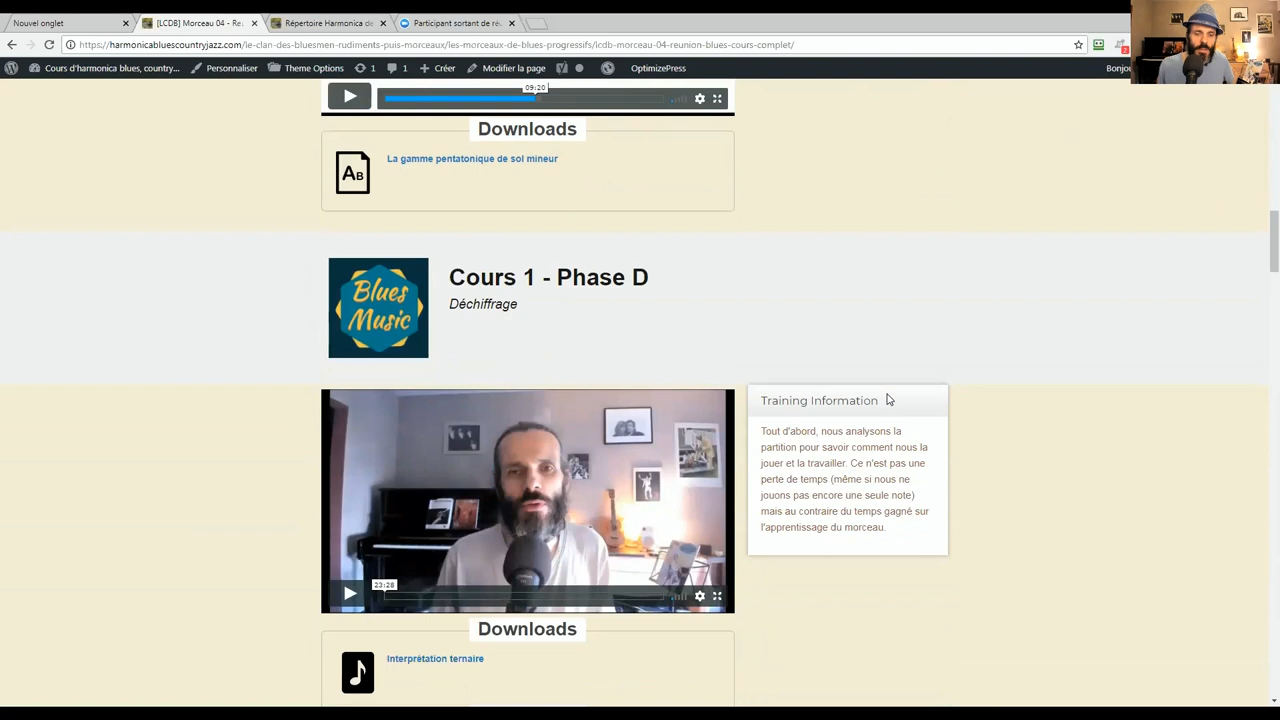 Nouvel onglet
[LCDB] Morceau 04 - Re
Répertoire Harmonica de
Participant sortant de ré
https://harmonicabluescountryjazz.com/le-clan-des-bluesmen-rudiments-puis-morceaux/les-morceaux-de-blues-progressifs/lcdb-morceau-04-reunion-blues-cours-complet/
2
Cours d'harmonica blues, country...
Personnaliser
Theme Options
1
1
Créer
Modifier la page
OptimizePress
Bonjou
09:20
Downloads
AB
La gamme pentatonique de sol mineur
Blues
Music
Cours 1 - Phase D
Déchiffrage
Training Information
Tout d'abord, nous analysons la
partition pour savoir comment nous la
jouer et la travailler. Ce n'est pas une
perte de temps (même si nous ne
jouons pas encore une seule note)
mais au contraire du temps gagné sur
l'apprentissage du morceau.
23:28
Downloads
Interprétation ternaire